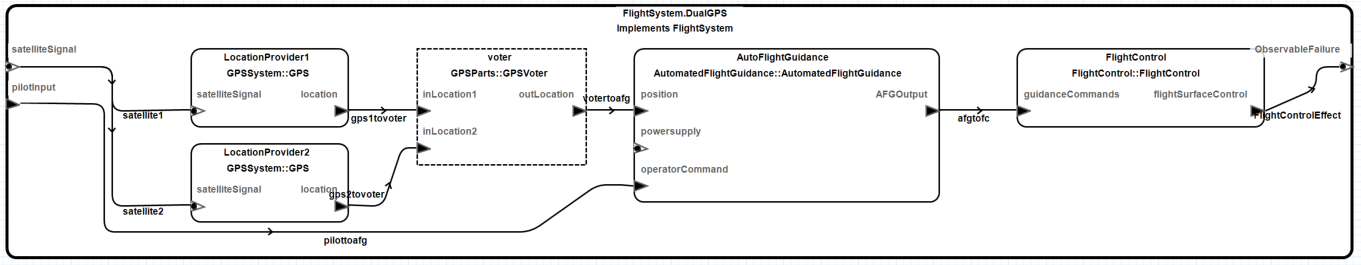 FlightSystem.DualGPS
Implements FlightSystem
satelliteSignal
pilotInput
satellite1
satellite2
LocationProvider1
GPSSystem::GPS
satelliteSignal location
gps1tovoter
LocationProvider2
GPSSystem::GPS
satelliteSignal location
gps2tovoter
pilottoafg
voter
GPSParts::GPSVoter
inLocation1 outLocation
inLocation2
votertoafg
AutoFlightGuidance
AutomatedFlightGuidance::AutomatedFlightGuidance
position AFGOutput
powersupply
operatorCommand
afgtofc
FlightControl
FlightControl::FlightControl
guidanceCommands flightSurfaceControl
ObservableFailure
FlightControlEffect